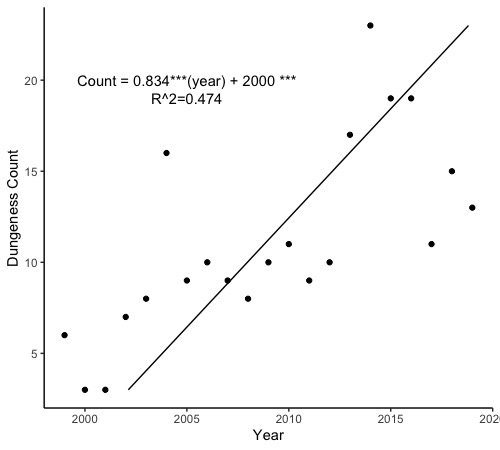 Count = 0.834***(year) + 2000 ***
R^2=0.474
20
15
10
5
Dungeness Count
2000 2005 2010 2015 202
Year